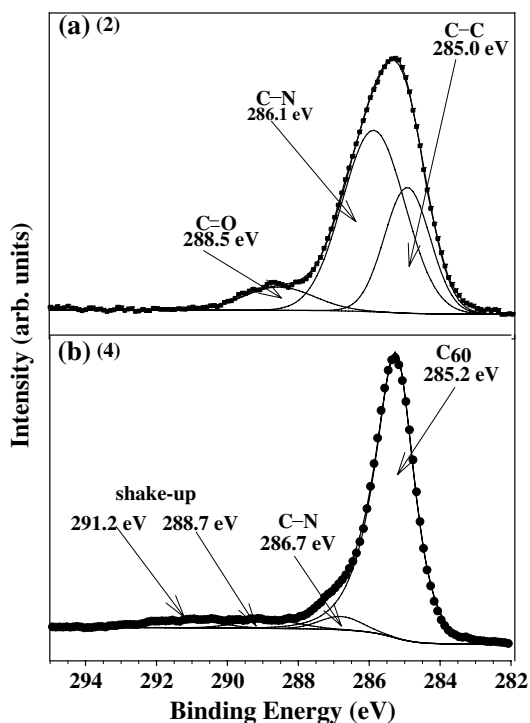 (a) (2)
C–C
285.0 eV
C–N
286.1 eV
C=O
288.5 eV
Intensity (arb. units)
(b) (4)
C60
285.2 eV
shake-up
291.2 eV 288.7 eV
C–N
286.7 eV
294 292 290 288 286 284 282
Binding Energy (eV)